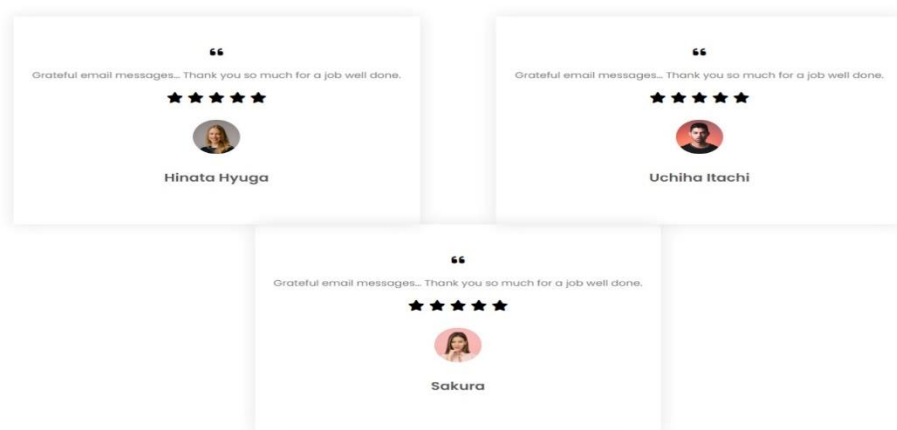 ❝
Grateful email messages... Thank you so much for a job well done.
Hinata Hyuga
❝
Grateful email messages... Thank you so much for a job well done.
Uchiha Itachi
❝
Grateful email messages... Thank you so much for a job well done.
Sakura